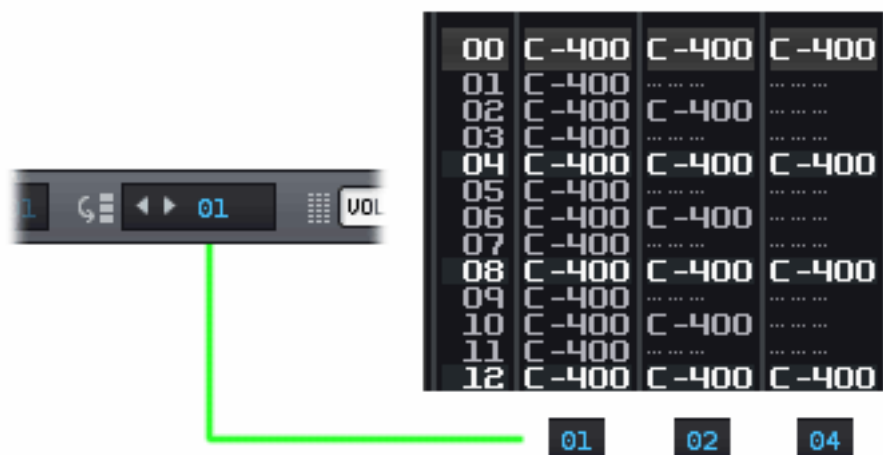 00 C-400 C-400 C-400
01 C-400 --- -- ---
02 C-400 C-400
03 C-400
04 C-400 C-400 C-400
05 C-400
06 C-400 C-400
07 C-400
08 C-400 C-400 C-400
09 C-400
10 C-400 C-400
11 C-400
12 C-400 C-400 C-400
01 VOL
01 02 04